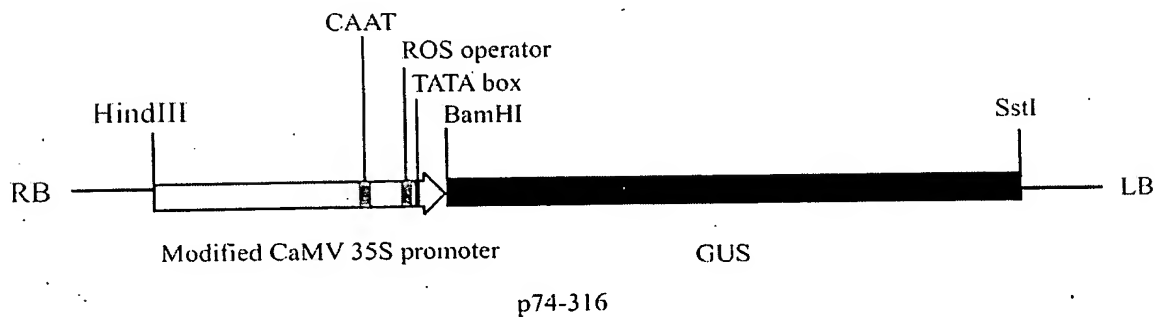 CAAT
ROS operator
TATA box
HindIII
BamHI
SstI
RB
LB
Modified CaMV 35S promoter
GUS
p74-316